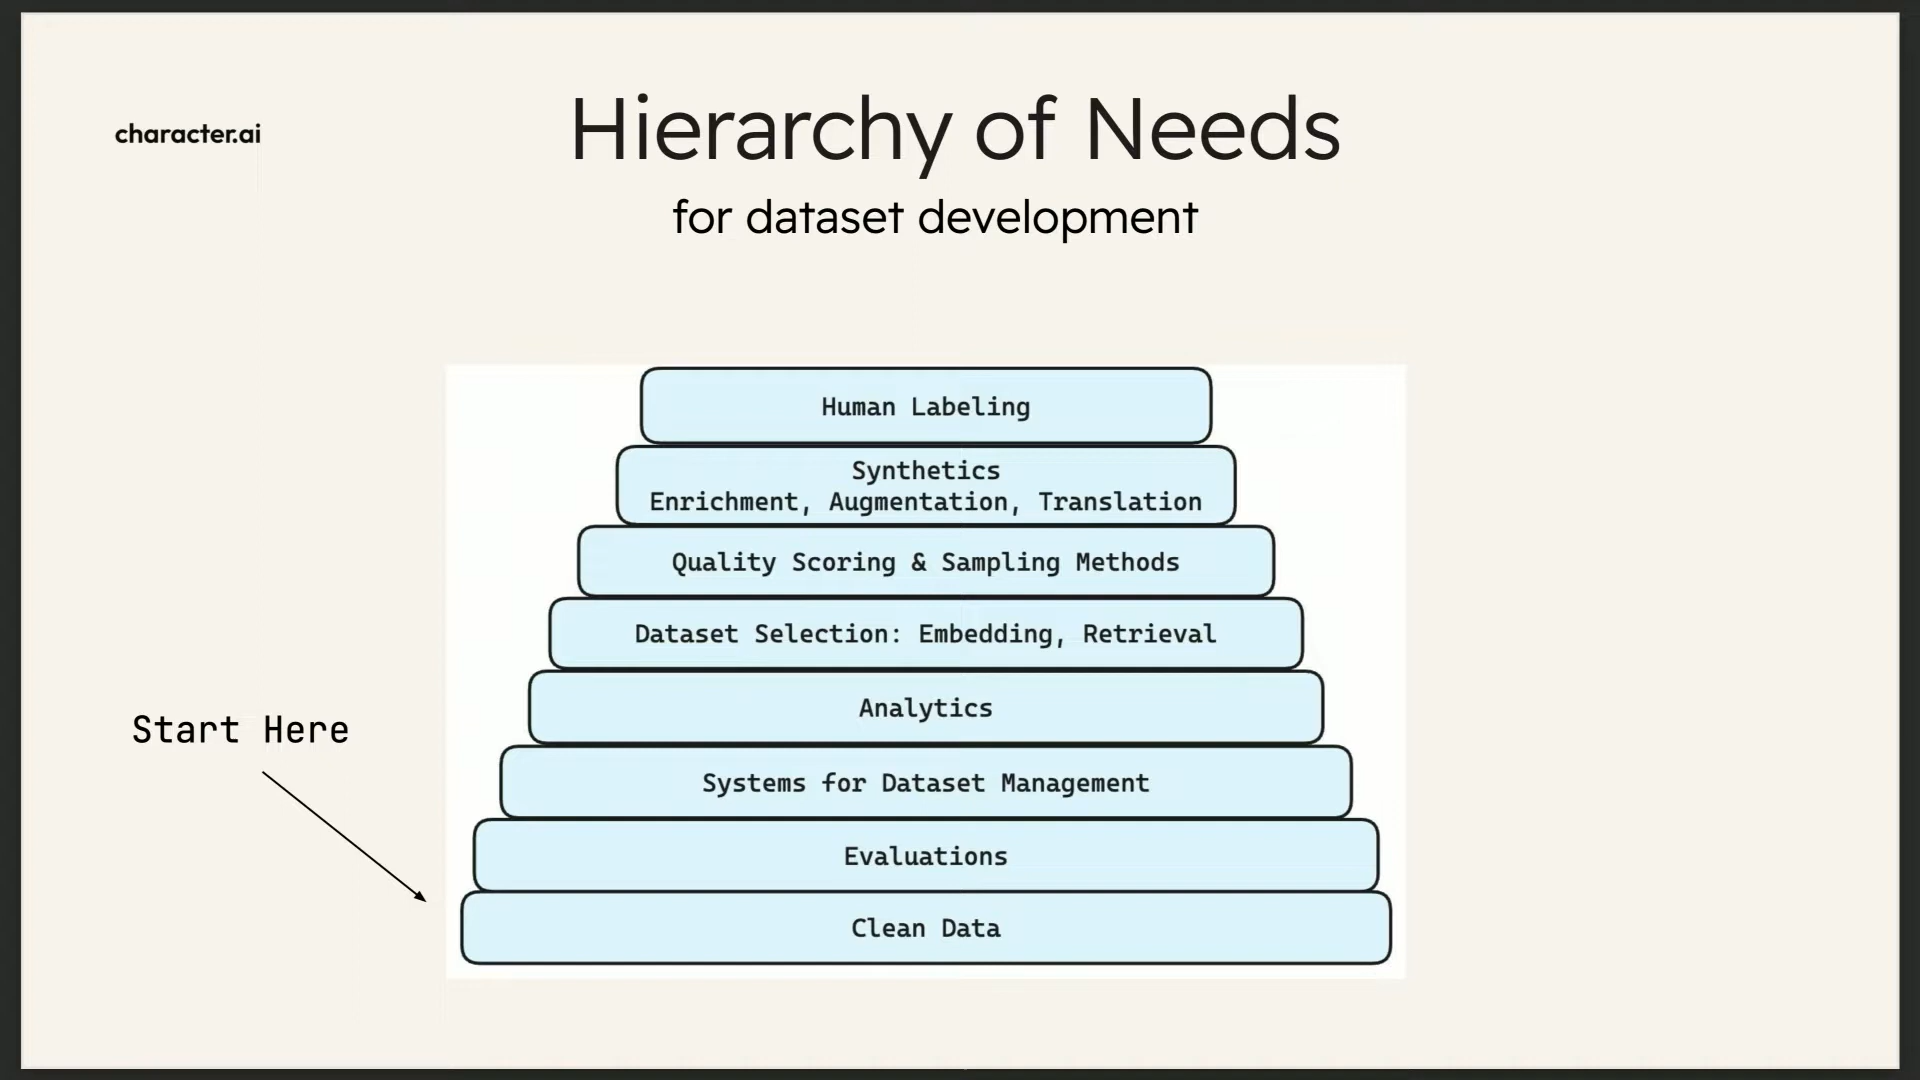 character.ai
Hierarchy of Needs
for dataset development
Human Labeling
Synthetics
Enrichment, Augmentation, Translation
Quality Scoring & Sampling Methods
Dataset Selection: Embedding, Retrieval
Analytics
Start Here
Systems for Dataset Management
Evaluations
Clean Data